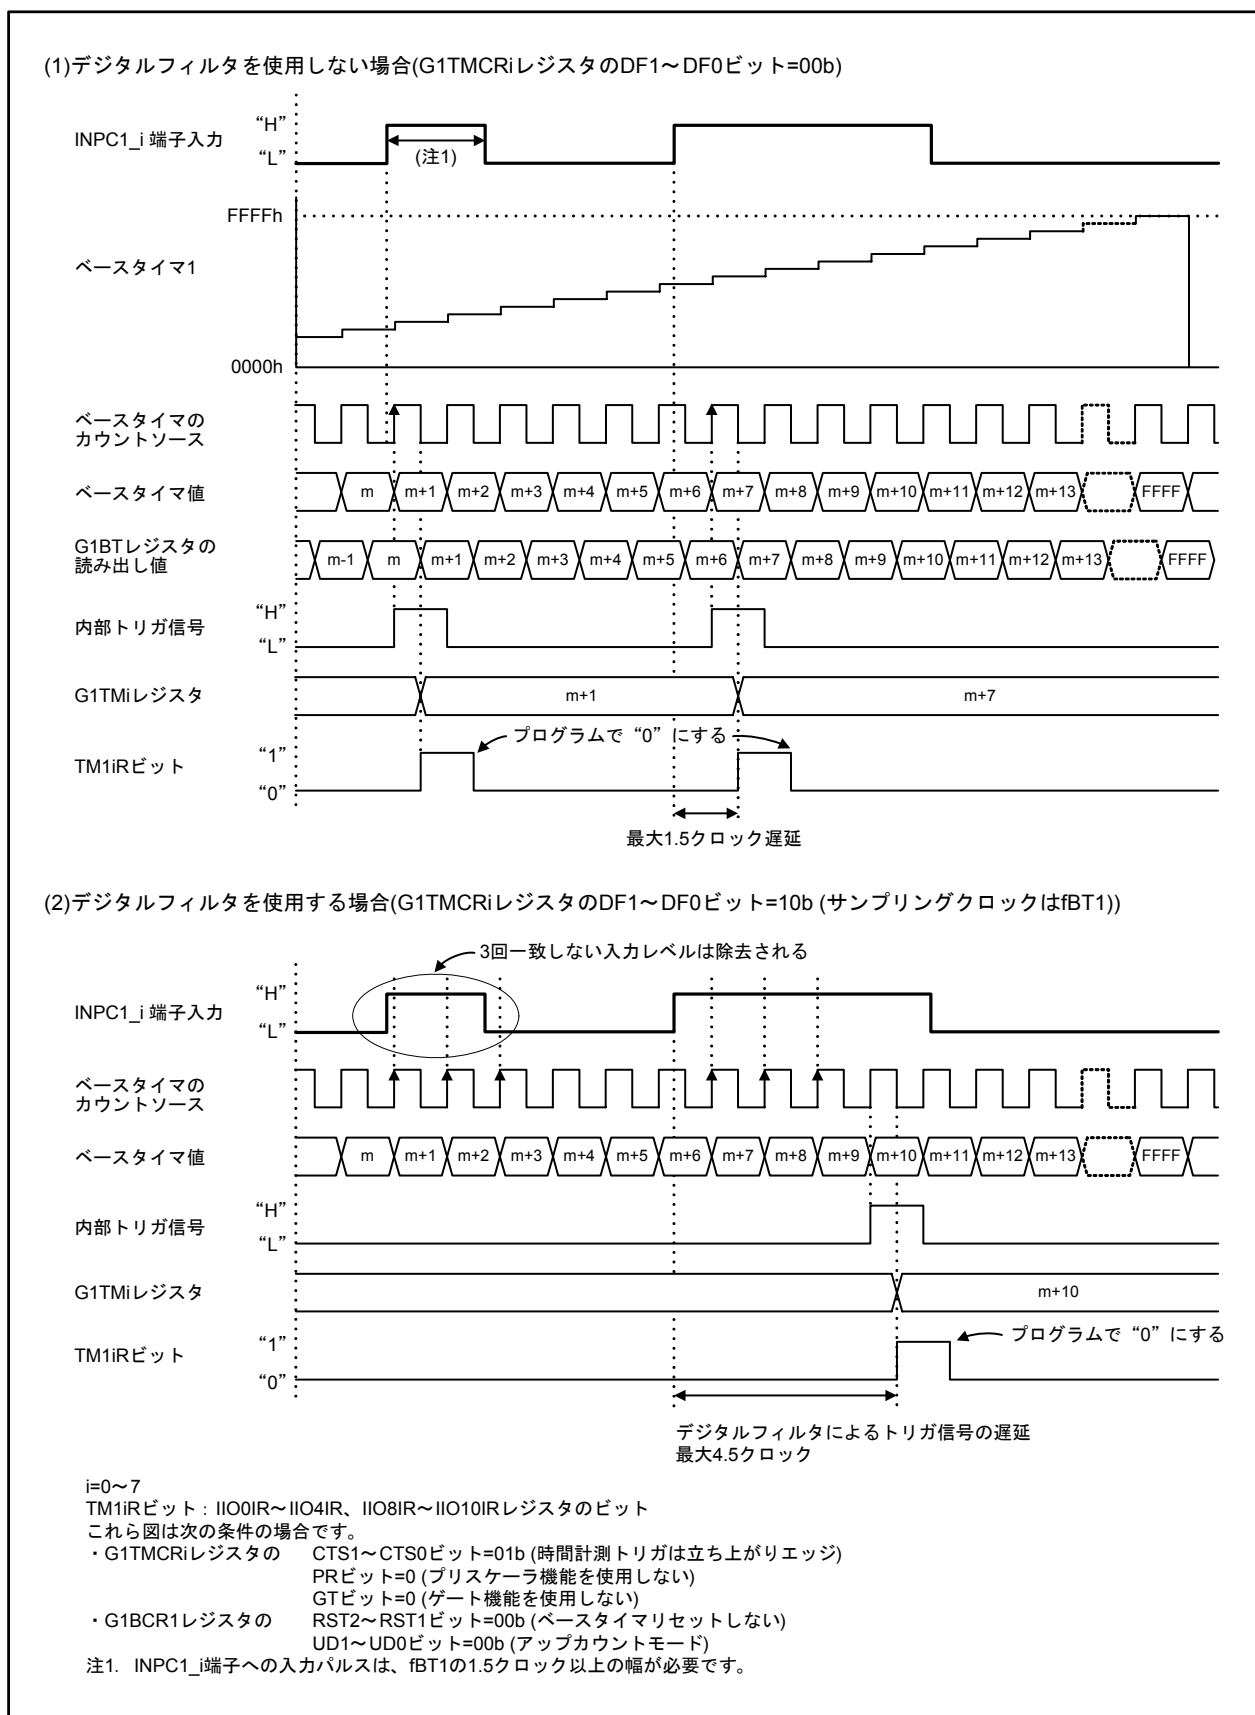 (1)デジタルフィルタを使用しない場合(G1TMCRiレジスタのDF1～DF0ビット=00b)
INPC1_i 端子入力
“H”
“L”
(注1)
FFFFh
ベースタイマ1
0000h
ベースタイマの
カウントソース
ベースタイマ値
m m+1 m+2 m+3 m+4 m+5 m+6 m+7 m+8 m+9 m+10 m+11 m+12 m+13 FFFF
G1BTレジスタの
読み出し値
m-1 m m+1 m+2 m+3 m+4 m+5 m+6 m+7 m+8 m+9 m+10 m+11 m+12 m+13 FFFF
内部トリガ信号
“H”
“L”
G1TMiレジスタ
m+1 m+7
プログラムで“0”にする
TM1iRビット
“1”
“0”
最大1.5クロック遅延
(2)デジタルフィルタを使用する場合(G1TMCRiレジスタのDF1～DF0ビット=10b (サンプリングクロックはfBT1))
3回一致しない入力レベルは除去される
INPC1_i 端子入力
“H”
“L”
ベースタイマの
カウントソース
ベースタイマ値
m m+1 m+2 m+3 m+4 m+5 m+6 m+7 m+8 m+9 m+10 m+11 m+12 m+13 FFFF
内部トリガ信号
“H”
“L”
G1TMiレジスタ
m+10
プログラムで“0”にする
TM1iRビット
“1”
“0”
デジタルフィルタによるトリガ信号の遅延
最大4.5クロック
i=0～7
TM1iRビット : IIO0IR～IIO4IR、IIO8IR～IIO10IRレジスタのビット
これら図は次の条件の場合です。
・G1TMCRiレジスタの CTS1～CTS0ビット=01b (時間計測トリガは立ち上がりエッジ)
PRビット=0 (プリスケーラ機能を使用しない)
GTビット=0 (ゲート機能を使用しない)
・G1BCR1レジスタの RST2～RST1ビット=00b (ベースタイマリセットしない)
UD1～UD0ビット=00b (アップカウントモード)
注1. INPC1_i端子への入力パルスは、fBT1の1.5クロック以上の幅が必要です。